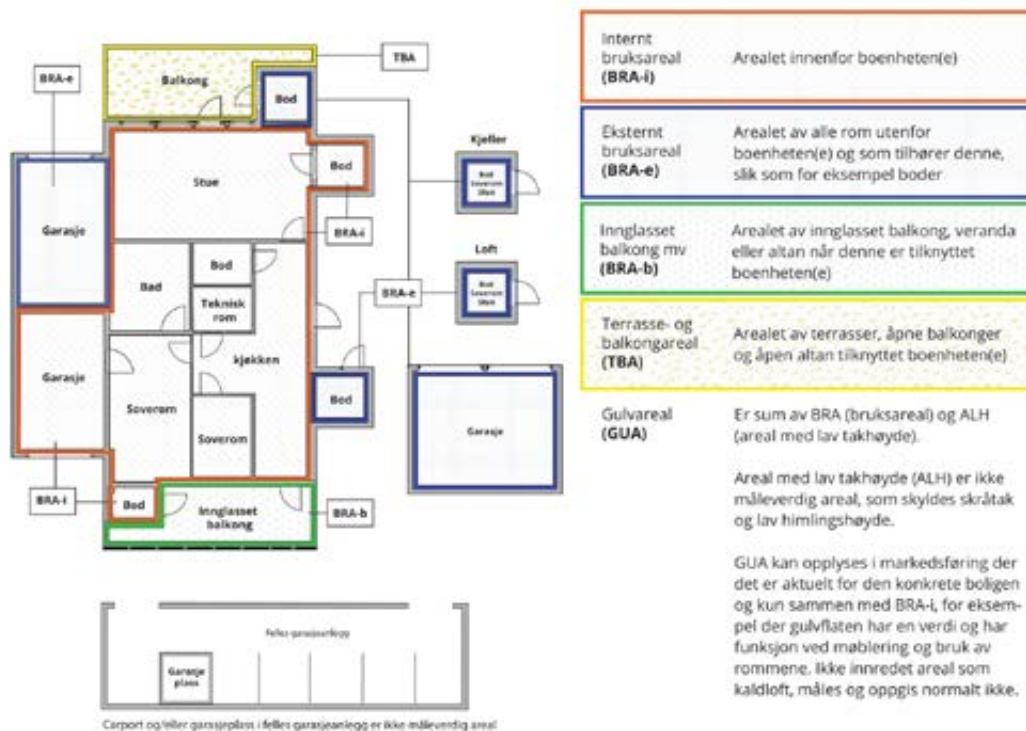 TBA
BRA-e
Balkong
Bod
Kjeller
Bod
Stue
Bod
Soverom
BRA-i
Garasje
Loft
Bod
Bad
Bod
Soverom
BRA-e
Teknisk
rom
kjøkken
Garasje
Bod
Soverom
Garasje
Soverom
BRA-i
Bod
Innglasset
balkong
BRA-b
Felles garasjeanlegg
Garasje
plass
Carport og/eller garasjeplass i felles garasjeanlegg er ikke måleverdig areal
Internt
bruksareal
(BRA-i)
Arealet innenfor boenheten(e)
Eksternt
bruksareal
(BRA-e)
Arealet av alle rom utenfor
boenheten(e) og som tilhører denne,
slik som for eksempel boder
Innglasset
balkong mv
(BRA-b)
Arealet av innglasset balkong, veranda
eller altan når denne er tilknyttet
boenheten(e)
Terrasse- og
balkongareal
(TBA)
Arealet av terrasser, åpne balkonger
og åpen altan tilknyttet boenheten(e)
Gulvareal
(GUA)
Er sum av BRA (bruksareal) og ALH
(areal med lav takhøyde).
Areal med lav takhøyde (ALH) er ikke
måleverdig areal, som skyldes skråtak
og lav himlingshøyde.
GUA kan opplyses i markedsføring der
det er aktuelt for den konkrete boligen
og kun sammen med BRA-i, for eksem-
pel der gulvflaten har en verdi og har
funksjon ved møblering og bruk av
rommene. Ikke innredet areal som
kaldloft, måles og oppgis normalt ikke.